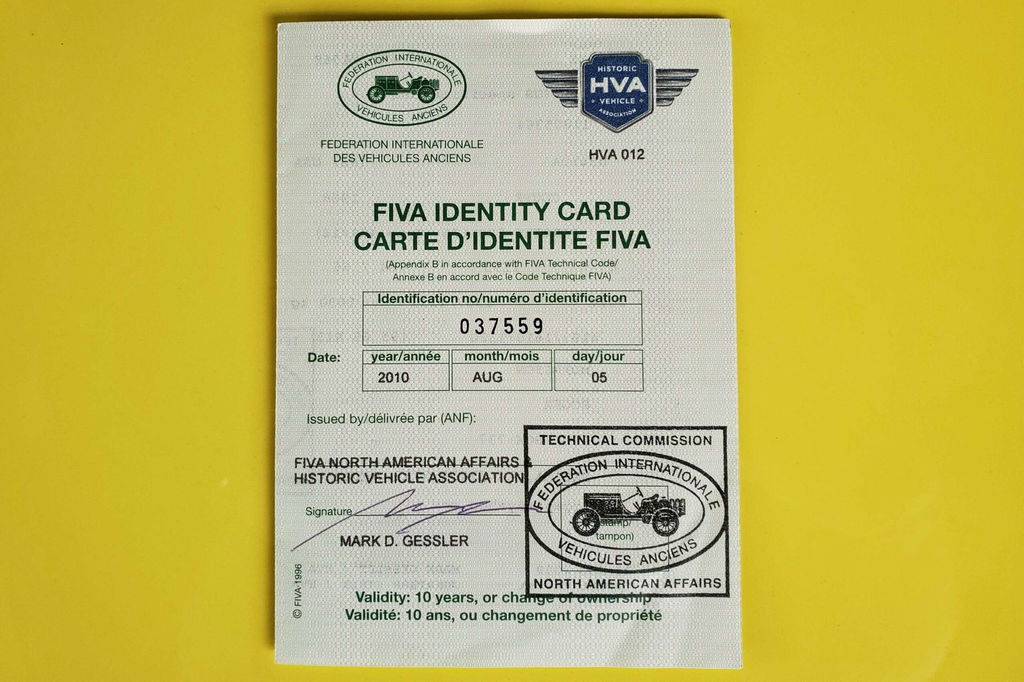 FEDERATION INTERNATIONALE
VEHICULES ANCIENS
FEDERATION INTERNATIONALE
DES VEHICULES ANCIENS
HISTORIC
HVA
VEHICLE
ASSOCIATION
HVA 012
FIVA IDENTITY CARD
CARTE D'IDENTITE FIVA
(Appendix B in accordance with FIVA Technical Code/
Annexe B en accord avec le Code Technique FIVA)
Identification no/numéro d'identification
037559
Date: year/année month/mois day/jour
2010 AUG 05
Issued by/délivrée par (ANF):
FIVA NORTH AMERICAN AFFAIRS &
HISTORIC VEHICLE ASSOCIATION
Signature
MARK D. GESSLER
TECHNICAL COMMISSION
FEDERATION INTERNATIONALE
stamp/
tampon)
VEHICULES ANCIENS
NORTH AMERICAN AFFAIRS
© FIVA-1996
Validity: 10 years, or change of ownership
Validité: 10 ans, ou changement de propriété